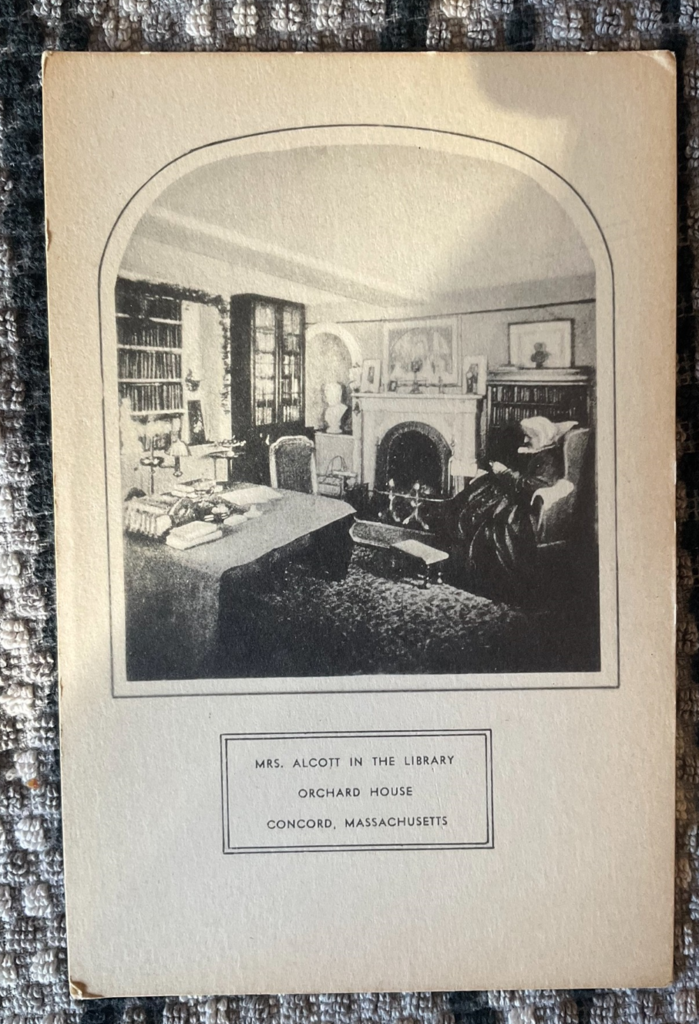 MRS. ALCOTT IN THE LIBRARY
ORCHARD HOUSE
CONCORD, MASSACHUSETTS